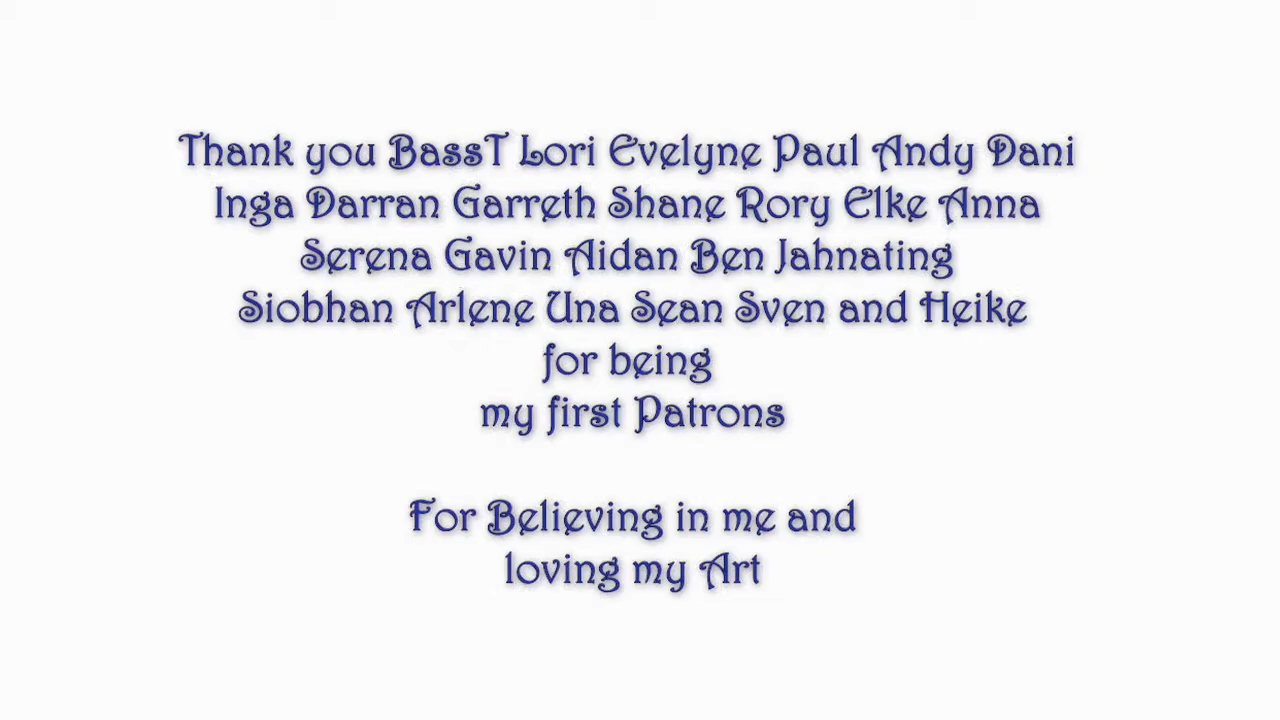 Thank you BassT Lori Evelyne Paul Andy Dani
Inga Darran Garreth Shane Rory Elke Anna
Serena Gavin Aidan Ben Jahnating
Siobhan Arlene Una Sean Sven and Heike
for being
my first Patrons
For Believing in me and
loving my Art